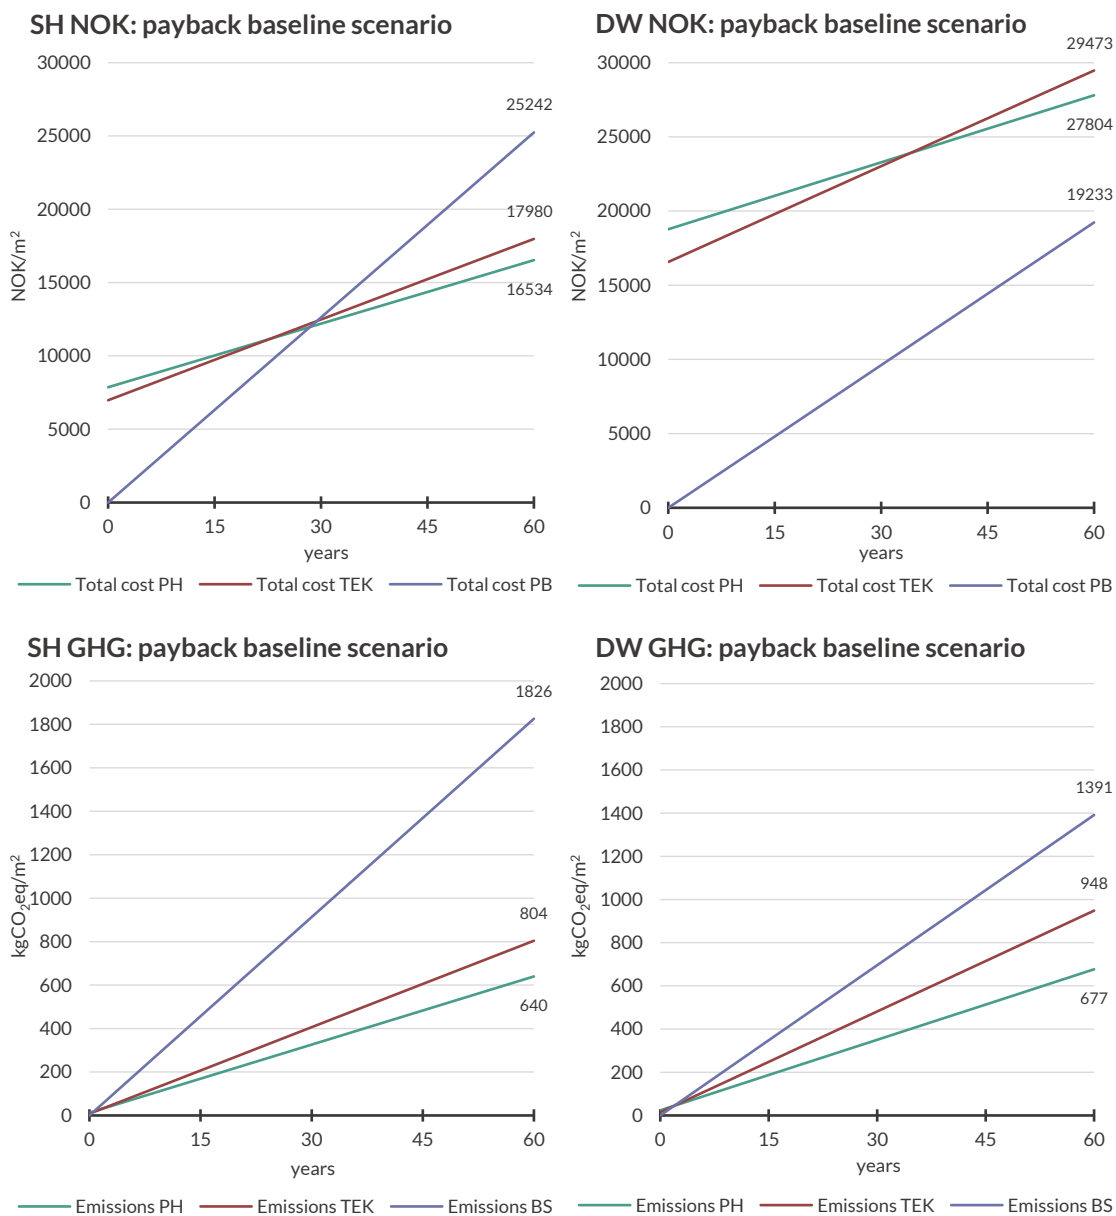 SH NOK: payback baseline scenario
30000
25000
20000
15000
10000
5000
0
NOK/m²
25242
17980
16534
0 15 30 45 60
years
Total cost PH Total cost TEK Total cost PB
DW NOK: payback baseline scenario
30000
25000
20000
15000
10000
5000
0
NOK/m²
29473
27804
19233
0 15 30 45 60
years
Total cost PH Total cost TEK Total cost PB
SH GHG: payback baseline scenario
2000
1800
1600
1400
1200
1000
800
600
400
200
0
kgCO₂eq/m²
1826
804
640
0 15 30 45 60
years
Emissions PH Emissions TEK Emissions BS
DW GHG: payback baseline scenario
2000
1800
1600
1400
1200
1000
800
600
400
200
0
kgCO₂eq/m²
1391
948
677
0 15 30 45 60
years
Emissions PH Emissions TEK Emissions BS